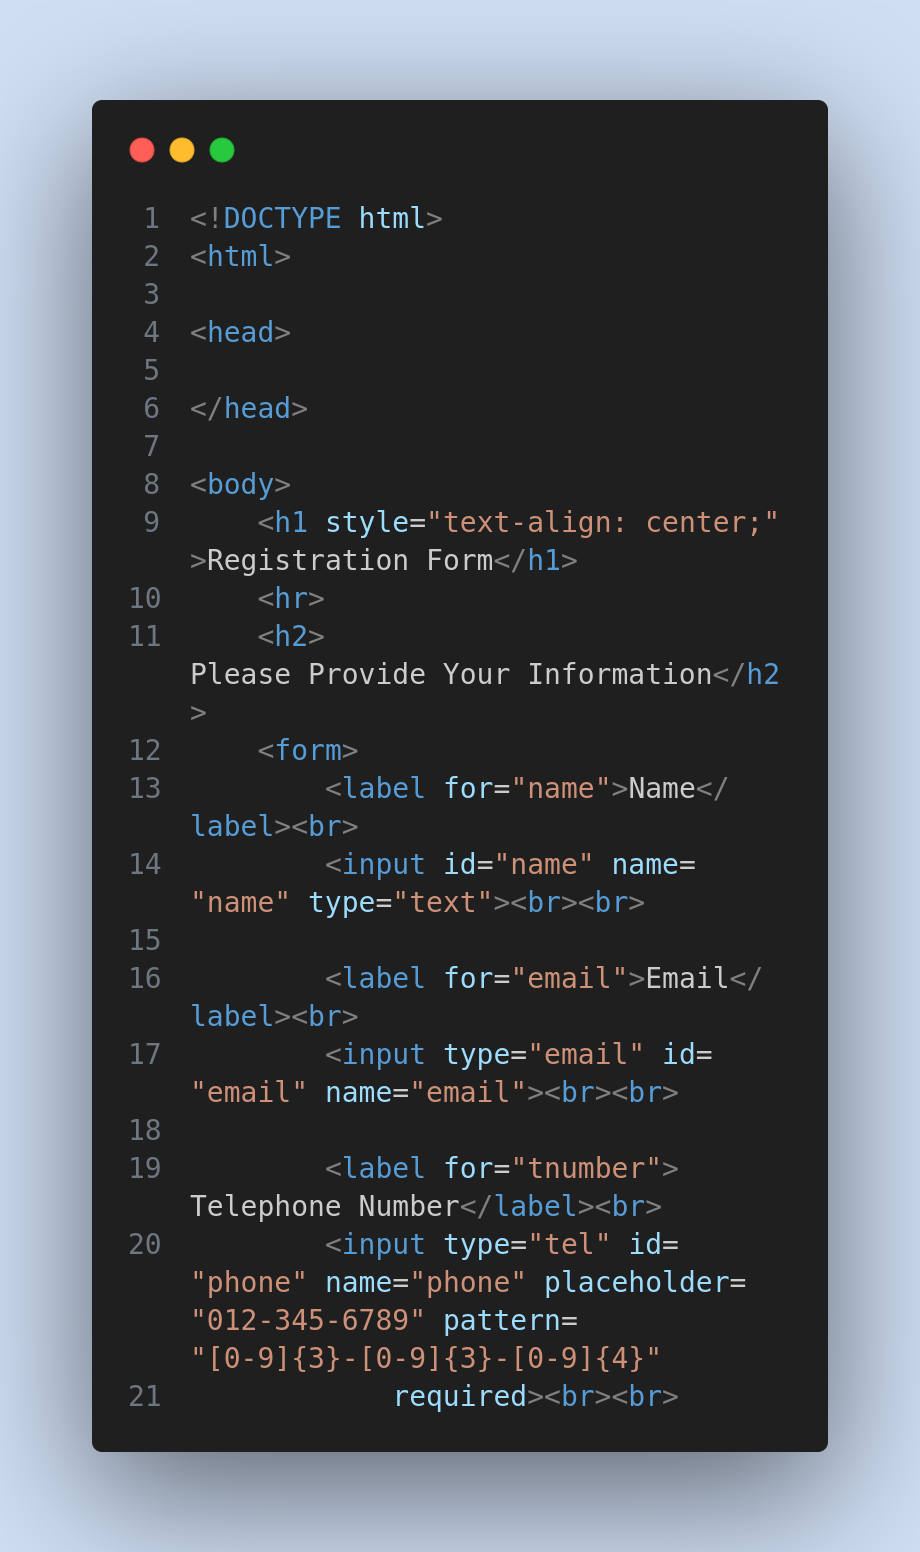 1 <!DOCTYPE html>
2 <html>
3
4 <head>
5
6 </head>
7
8 <body>
9     <h1 style="text-align: center;"
>Registration Form</h1>
10     <hr>
11     <h2>
Please Provide Your Information</h2
>
12     <form>
13         <label for="name">Name</
label><br>
14         <input id="name" name=
"name" type="text"><br><br>
15
16         <label for="email">Email</
label><br>
17         <input type="email" id=
"email" name="email"><br><br>
18
19         <label for="tnumber">
Telephone Number</label><br>
20         <input type="tel" id=
"phone" name="phone" placeholder=
"012-345-6789" pattern=
"[0-9]{3}-[0-9]{3}-[0-9]{4}"
21             required><br><br>